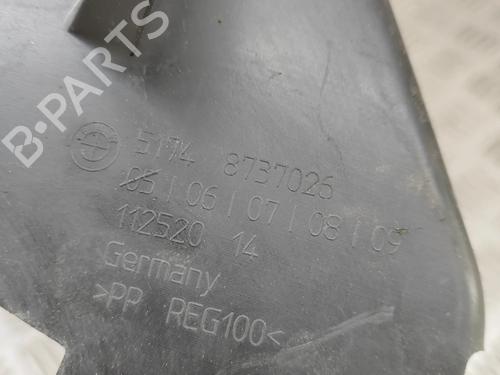 B-PARTS
5174 8737026
05 | 06 | 07 | 08 | 09
112520 14
Germany
>PP REG100<